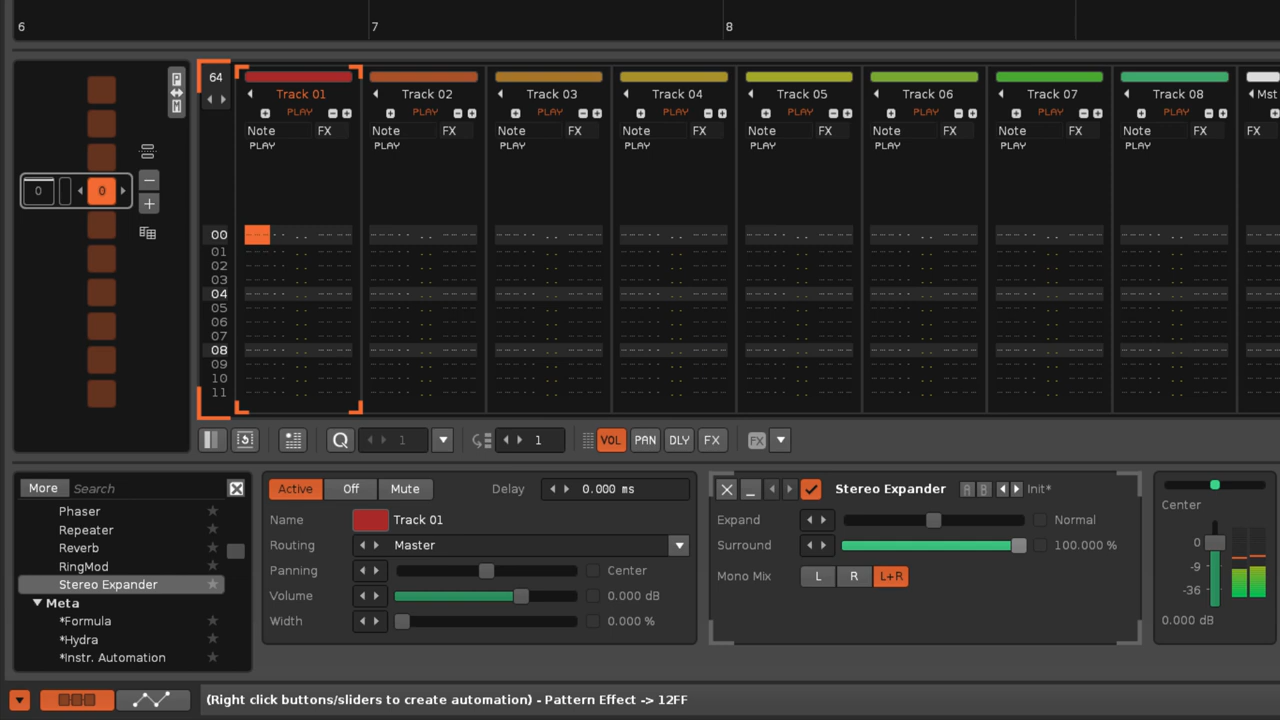 6 7 8
64
Track 01 Track 02 Track 03 Track 04 Track 05 Track 06 Track 07 Track 08 Mst
PLAY PLAY PLAY PLAY PLAY PLAY PLAY PLAY
Note FX Note FX Note FX Note FX Note FX Note FX Note FX Note FX FX
PLAY PLAY PLAY PLAY PLAY PLAY PLAY PLAY
P
M
0 0
00
01
02
03
04
05
06
07
08
09
10
11
1 1 VOL PAN DLY FX FX
More Search
Phaser
Repeater
Reverb
RingMod
Stereo Expander
Meta
*Formula
*Hydra
*Instr. Automation
Active Off Mute Delay 0.000 ms
Name Track 01
Routing Master
Panning Center
Volume 0.000 dB
Width 0.000 %
Stereo Expander A B Init*
Expand Normal
Surround 100.000 %
Mono Mix L R L+R
Center
0
-9
-36
0.000 dB
(Right click buttons/sliders to create automation) - Pattern Effect -> 12FF